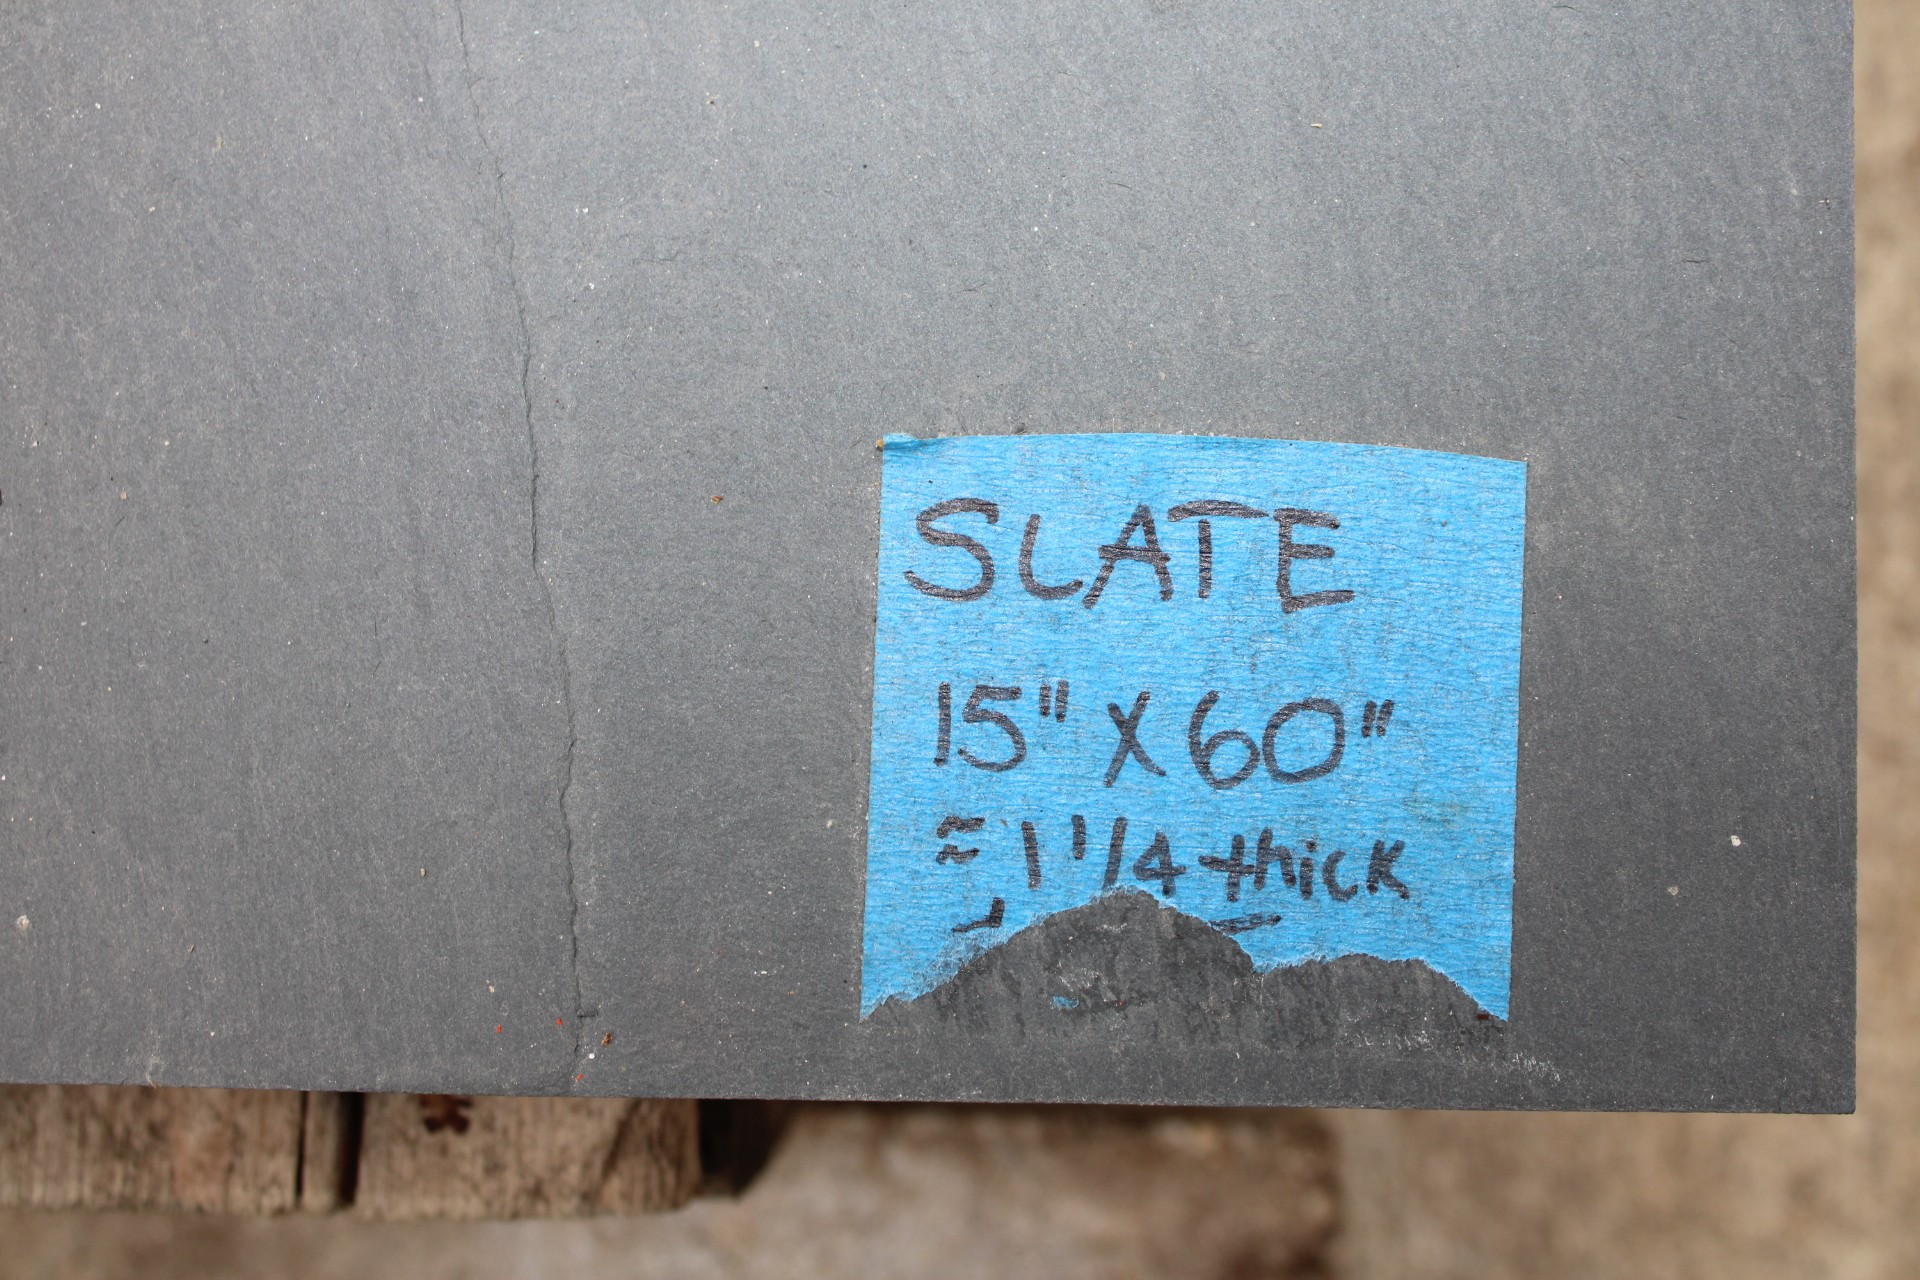 SLATE
15" X 60"
≈ 1 1/4 thick